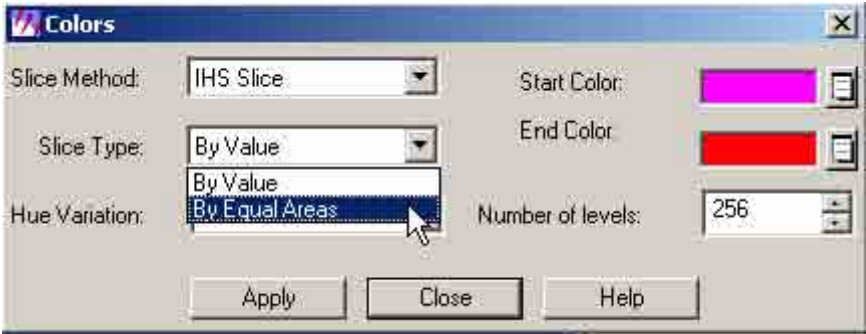 Colors
Slice Method: IHS Slice Start Color:
Slice Type: By Value End Color
By Value
By Equal Areas
Hue Variation: Number of levels: 256
Apply Close Help